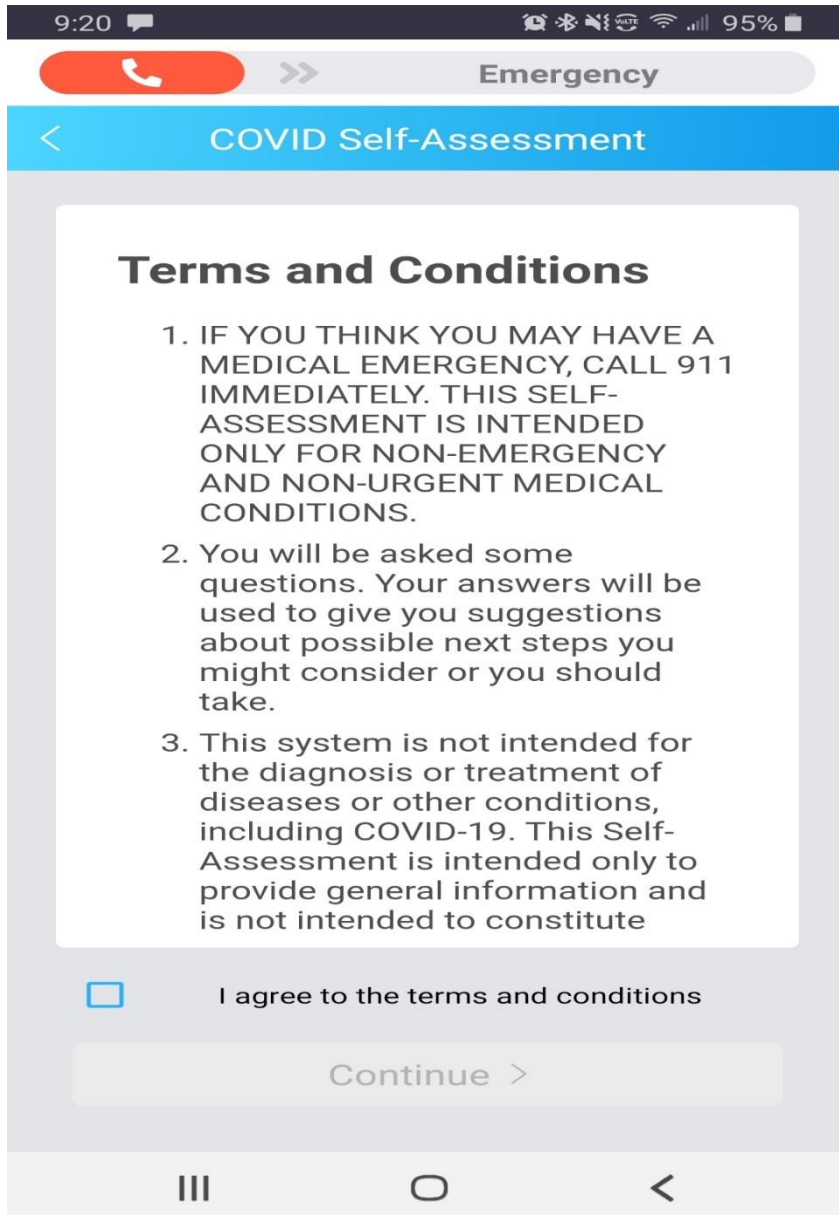 9:20 95%
Emergency
COVID Self-Assessment
Terms and Conditions
1. IF YOU THINK YOU MAY HAVE A
MEDICAL EMERGENCY, CALL 911
IMMEDIATELY. THIS SELF-
ASSESSMENT IS INTENDED
ONLY FOR NON-EMERGENCY
AND NON-URGENT MEDICAL
CONDITIONS.
2. You will be asked some
questions. Your answers will be
used to give you suggestions
about possible next steps you
might consider or you should
take.
3. This system is not intended for
the diagnosis or treatment of
diseases or other conditions,
including COVID-19. This Self-
Assessment is intended only to
provide general information and
is not intended to constitute
I agree to the terms and conditions
Continue >